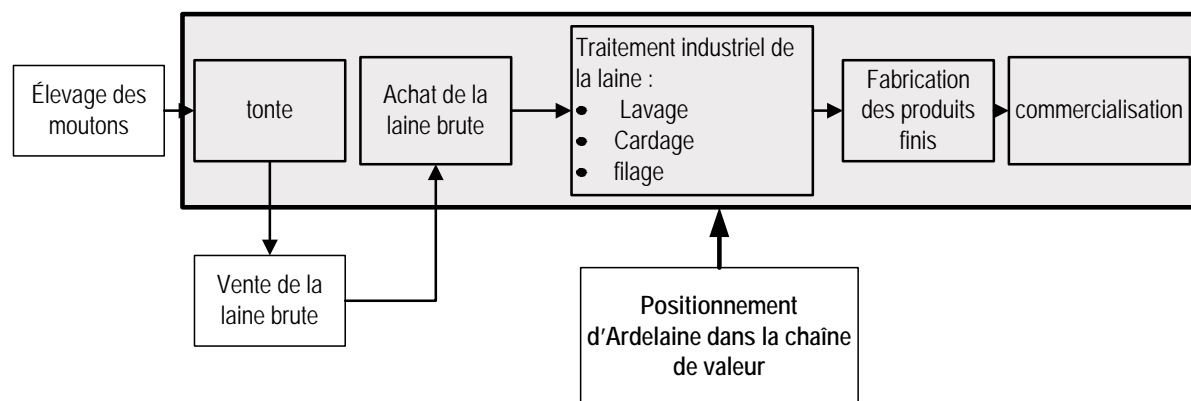 Élevage des
moutons
tonte
Vente de la
laine brute
Achat de la
laine brute
Traitement industriel de
la laine :
• Lavage
• Cardage
• filage
Fabrication
des produits
finis
commercialisation
Positionnement
d'Ardelaine dans la chaîne
de valeur